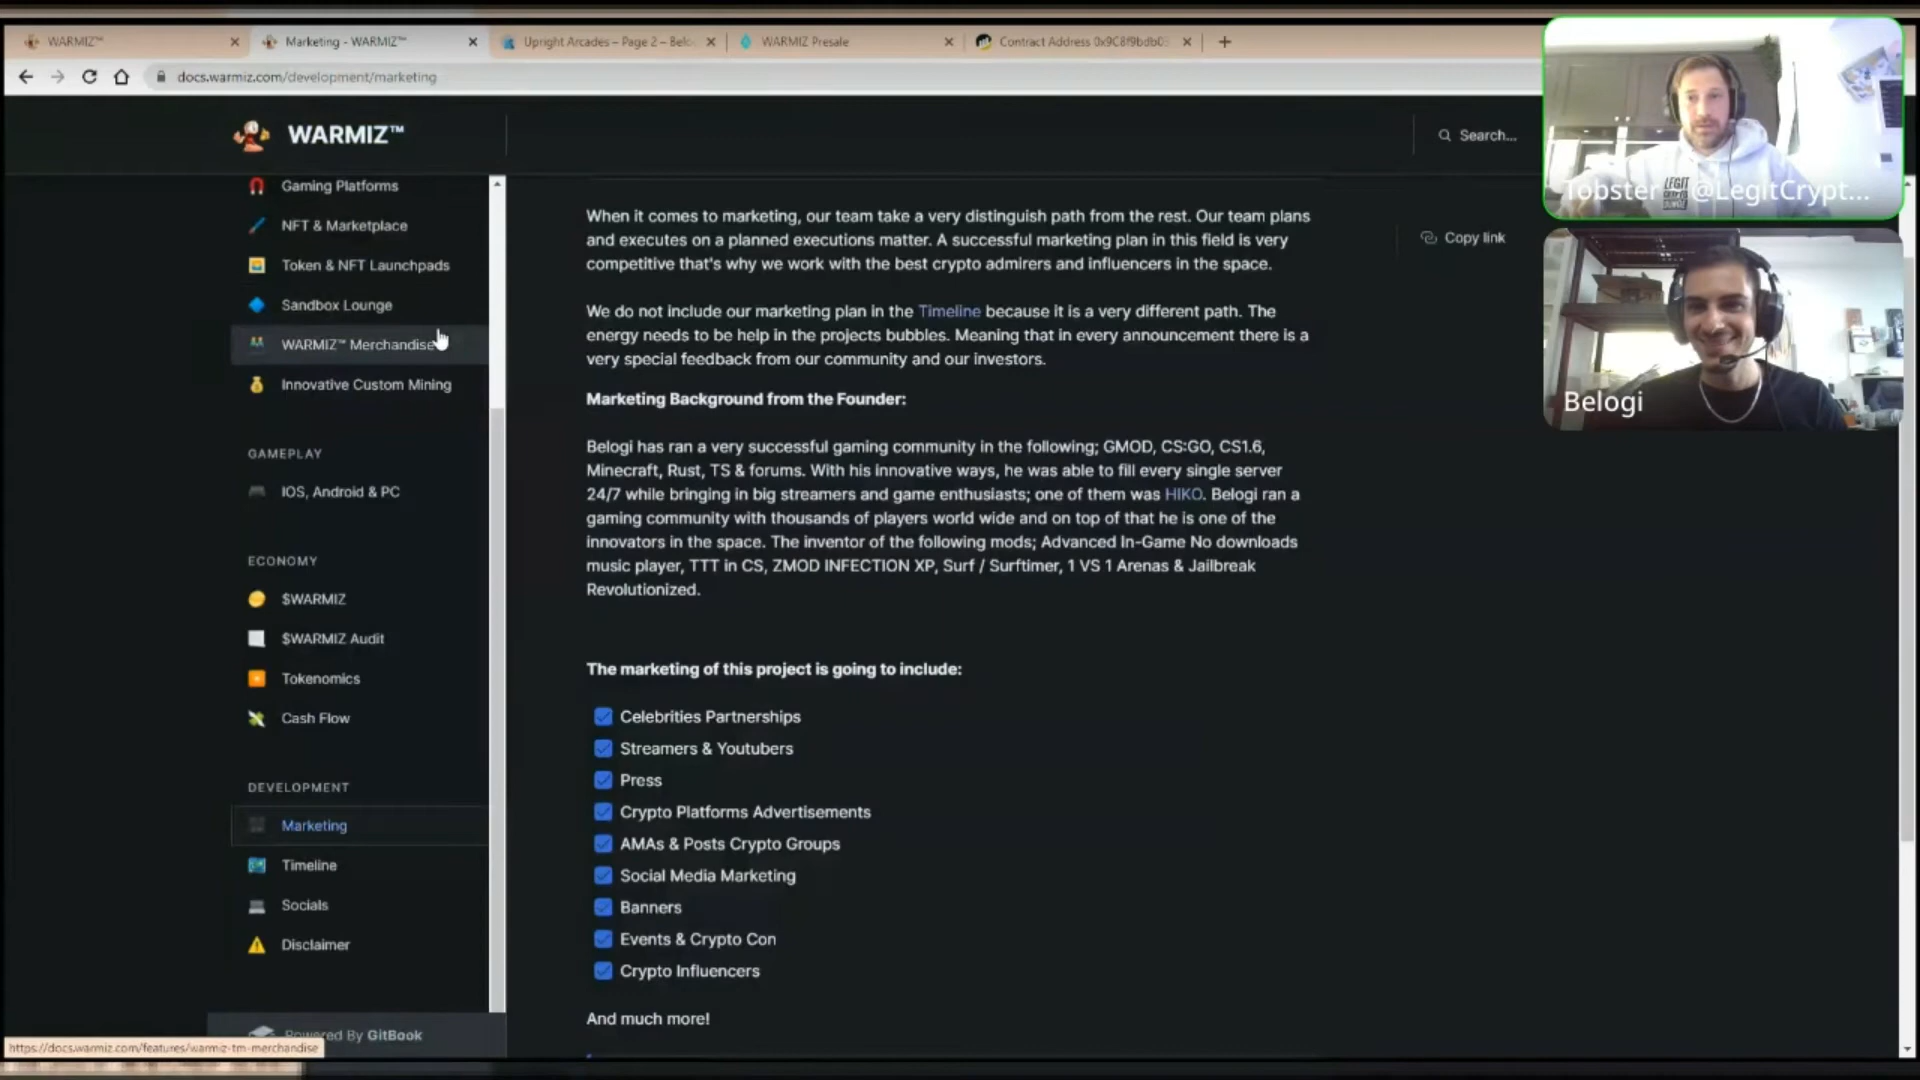 WARMIZ™
Marketing - WARMIZ™
Upright Arcades – Page 2 – Belo
WARMIZ Presale
Contract Address 0x9C8f9bdb0
docs.warmiz.com/development/marketing
WARMIZ™
Search...
Gaming Platforms
NFT & Marketplace
Token & NFT Launchpads
Sandbox Lounge
WARMIZ™ Merchandise
Innovative Custom Mining
GAMEPLAY
IOS, Android & PC
ECONOMY
$WARMIZ
$WARMIZ Audit
Tokenomics
Cash Flow
DEVELOPMENT
Marketing
Timeline
Socials
Disclaimer
Powered By GitBook
https://docs.warmiz.com/features/warmiz-tm-merchandise
When it comes to marketing, our team take a very distinguish path from the rest. Our team plans
and executes on a planned executions matter. A successful marketing plan in this field is very
competitive that's why we work with the best crypto admirers and influencers in the space.
We do not include our marketing plan in the Timeline because it is a very different path. The
energy needs to be help in the projects bubbles. Meaning that in every announcement there is a
very special feedback from our community and our investors.
Marketing Background from the Founder:
Belogi has ran a very successful gaming community in the following; GMOD, CS:GO, CS1.6,
Minecraft, Rust, TS & forums. With his innovative ways, he was able to fill every single server
24/7 while bringing in big streamers and game enthusiasts; one of them was HIKO. Belogi ran a
gaming community with thousands of players world wide and on top of that he is one of the
innovators in the space. The inventor of the following mods; Advanced In-Game No downloads
music player, TTT in CS, ZMOD INFECTION XP, Surf / Surftimer, 1 VS 1 Arenas & Jailbreak
Revolutionized.
The marketing of this project is going to include:
Celebrities Partnerships
Streamers & Youtubers
Press
Crypto Platforms Advertisements
AMAs & Posts Crypto Groups
Social Media Marketing
Banners
Events & Crypto Con
Crypto Influencers
And much more!
Copy link
Tobster @LegitCrypt...
LEGIT
Belogi